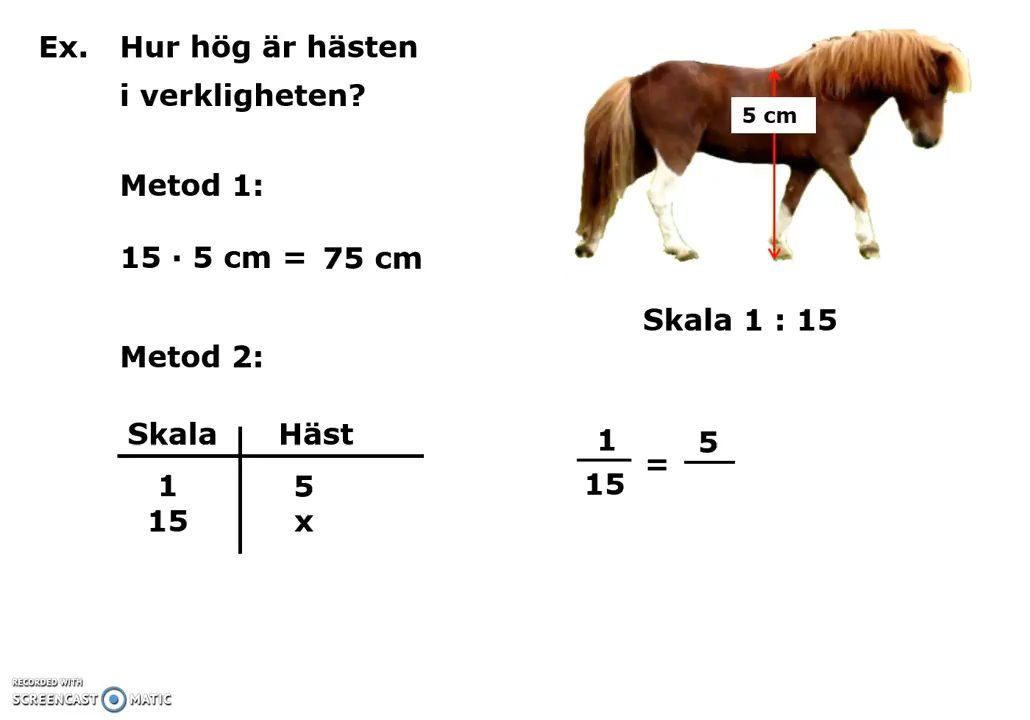 Ex. Hur hög är hästen
i verkligheten?
5 cm
Metod 1:
15 · 5 cm = 75 cm
Skala 1 : 15
Metod 2:
Skala Häst
1 5
15 x
1 5
=
15
RECORDED WITH
SCREENCAST MATIC